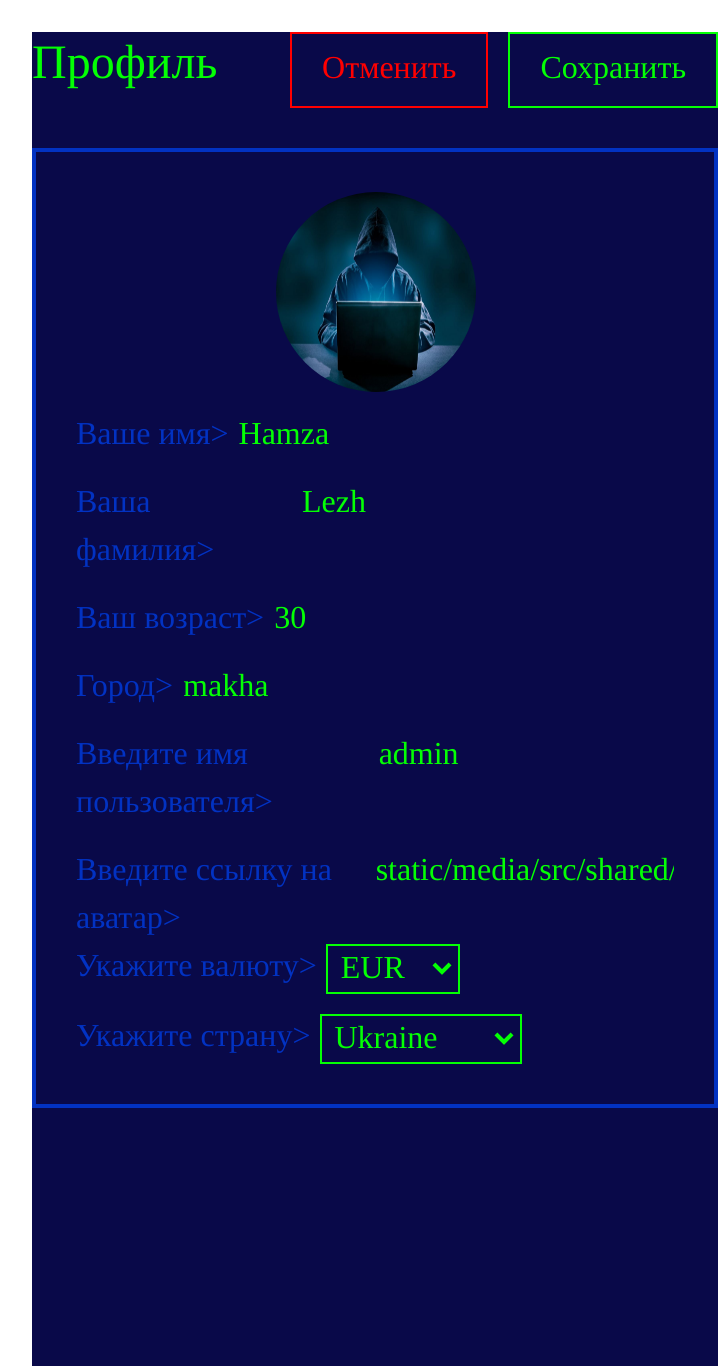 Профиль Отменить Сохранить
Ваше имя> Hamza
Ваша Lezh
фамилия>
Ваш возраст> 30
Город> makha
Введите имя admin
пользователя>
Введите ссылку на static/media/src/shared/
аватар>
Укажите валюту> EUR
Укажите страну> Ukraine